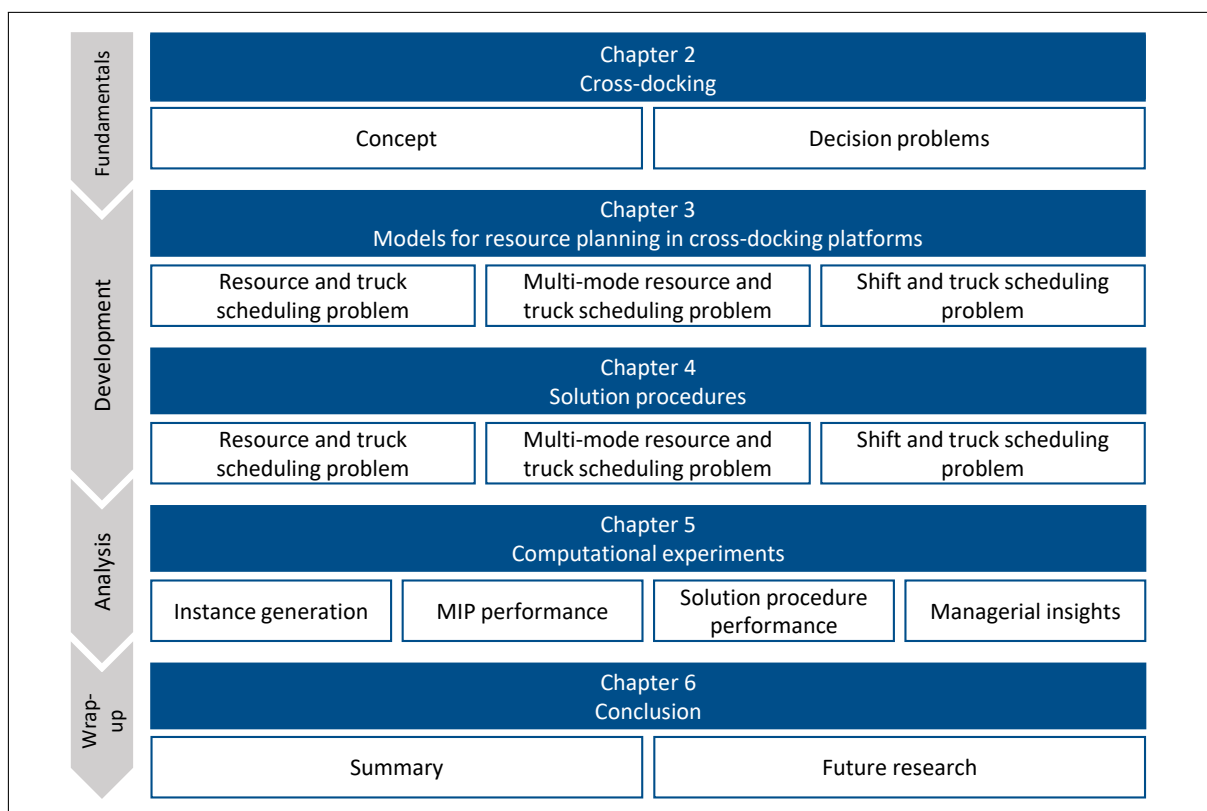 Fundamentals
Chapter 2
Cross-docking
Concept
Decision problems
Development
Chapter 3
Models for resource planning in cross-docking platforms
Resource and truck
scheduling problem
Multi-mode resource and
truck scheduling problem
Shift and truck scheduling
problem
Chapter 4
Solution procedures
Resource and truck
scheduling problem
Multi-mode resource and
truck scheduling problem
Shift and truck scheduling
problem
Analysis
Chapter 5
Computational experiments
Instance generation
MIP performance
Solution procedure
performance
Managerial insights
Wrap-
up
Chapter 6
Conclusion
Summary
Future research